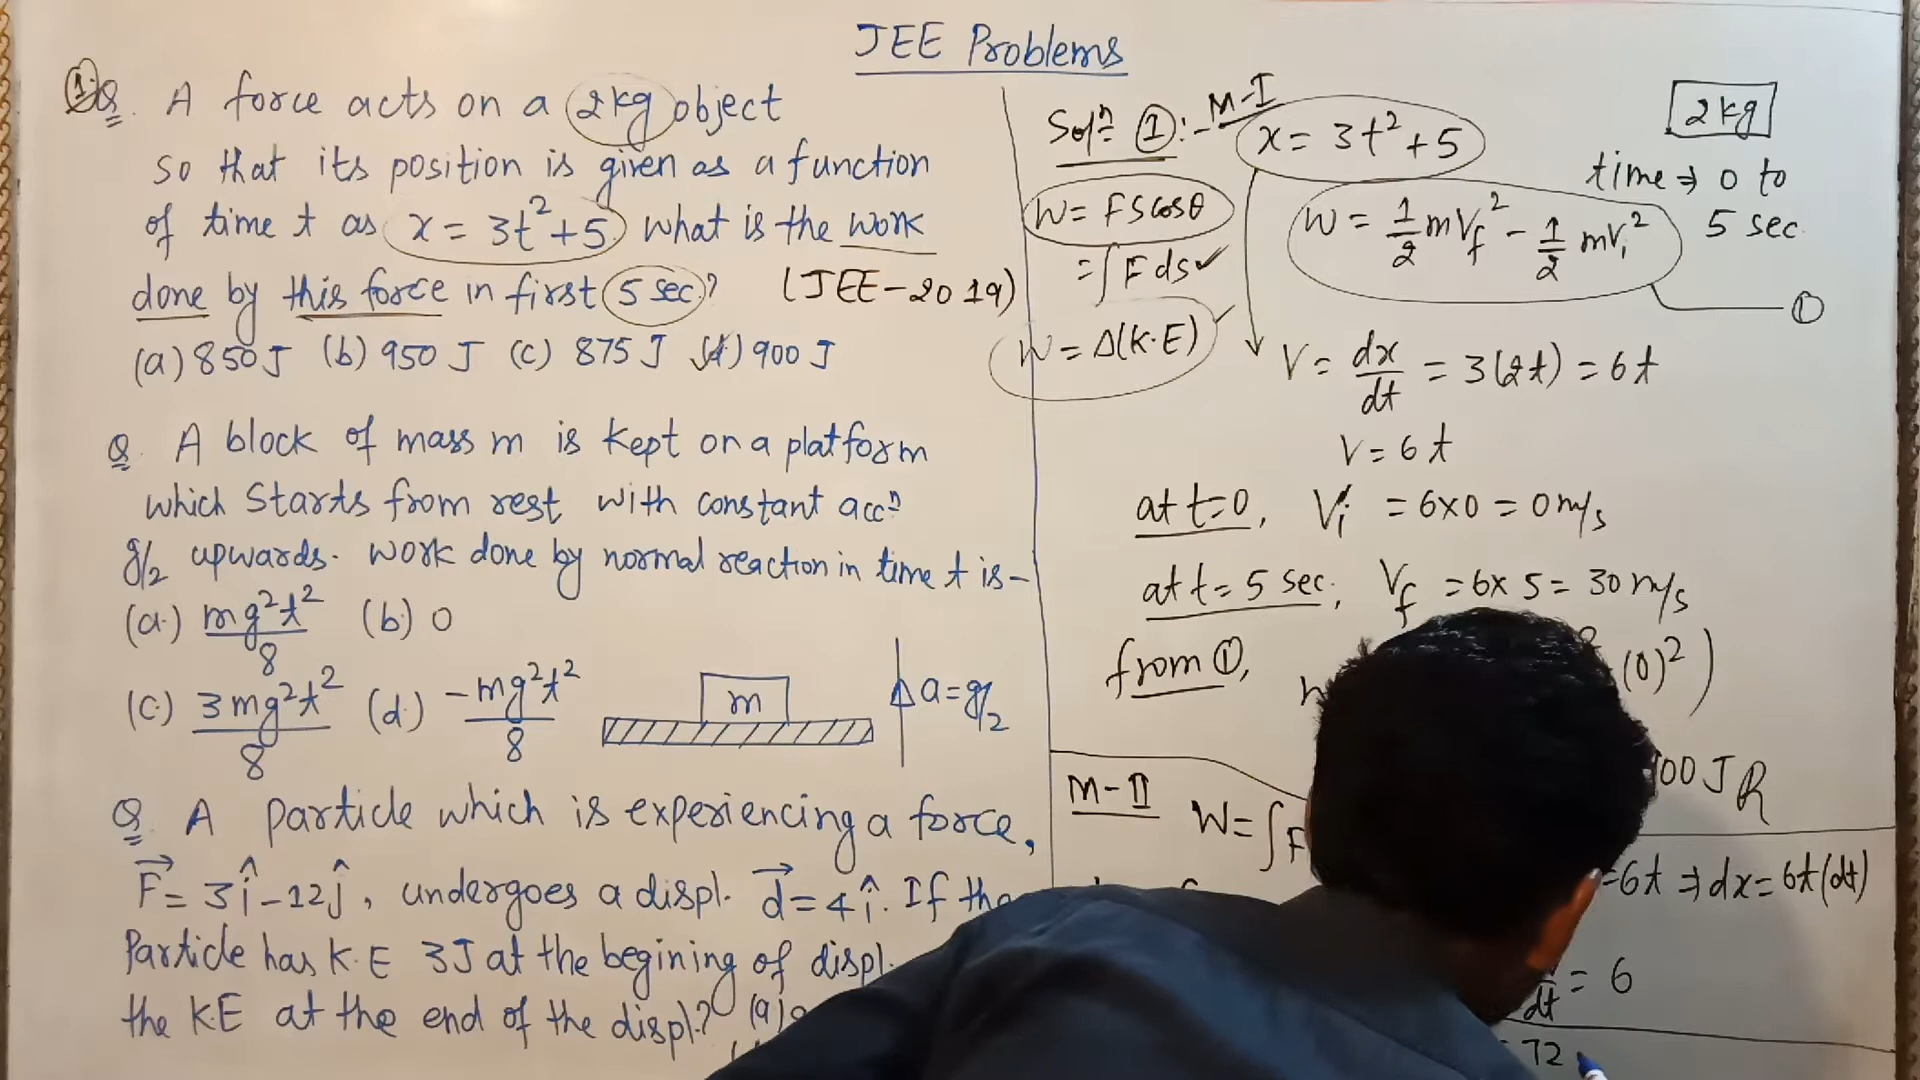 JEE Problems
① Q. A force acts on a 2kg object
so that its position is given as a function
of time t as x = 3t²+5. What is the work
done by this force in first 5 sec.? (JEE-2019)
(a) 850 J (b) 950 J (c) 875 J (d) 900 J
Q. A block of mass m is kept on a platform
which starts from rest with constant accⁿ
g/2 upwards. work done by normal reaction in time t is –
(a.) mg²t²/8 (b.) 0
(c) 3mg²t²/8 (d.) -mg²t²/8
m
a = g/2
Q. A Particle which is experiencing a force,
F⃗ = 3î - 12ĵ, undergoes a displ. d⃗ = 4î. If the
Particle has K.E 3J at the begining of displ.
the K.E at the end of the displ.? (a)
Solⁿ ①:- M-I
x = 3t²+5
2kg
time ⇒ 0 to
5 sec.
W = FS cosθ
= ∫F ds ✓
W = Δ(K.E)
W = 1/2 mVf² - 1/2 mVi²
①
V = dx/dt = 3(2t) = 6t
V = 6t
at t=0, Vi = 6×0 = 0 m/s
at t = 5 sec., Vf = 6×5 = 30 m/s
from ①,
(0)²)
00 J
M-II W = ∫F
=6t ⇒ dx = 6t(dt)
dt = 6
72